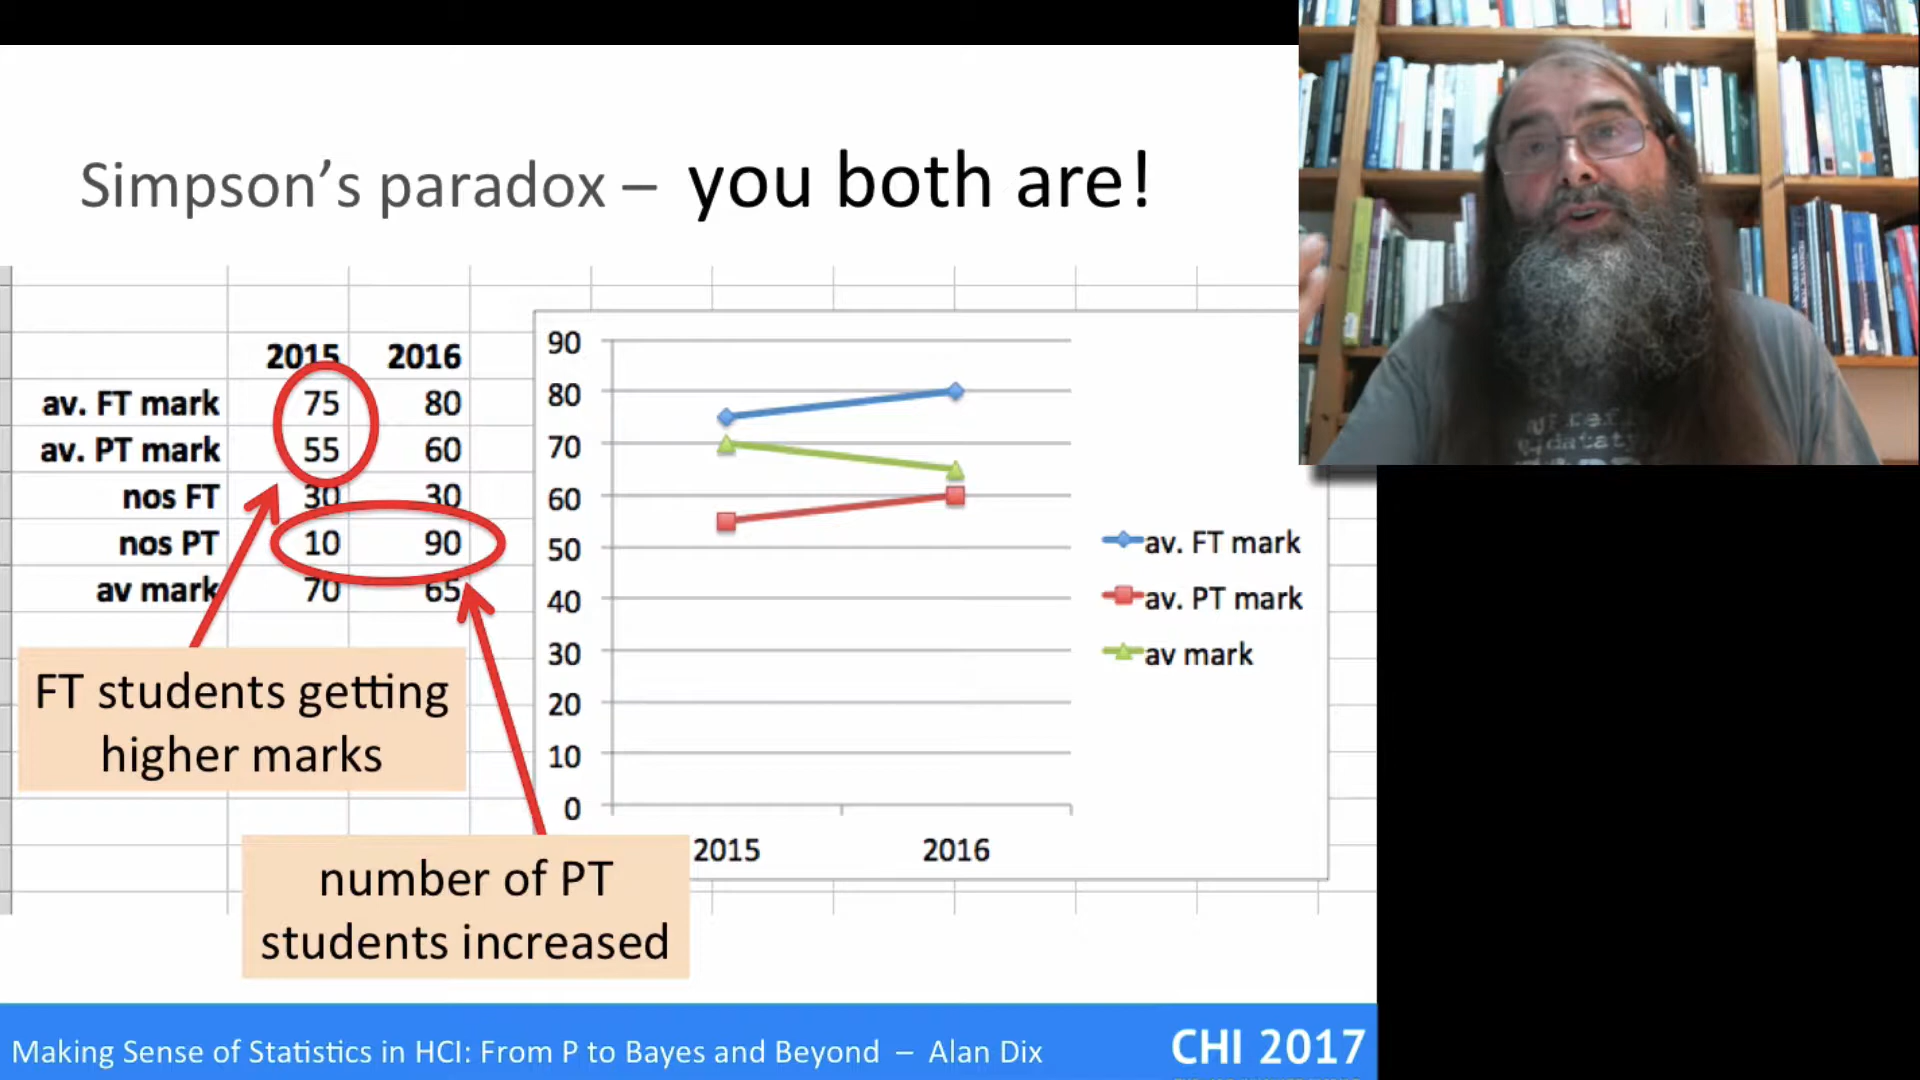 Simpson's paradox – you both are!
2015 2016
av. FT mark 75 80
av. PT mark 55 60
nos FT 30 30
nos PT 10 90
av mark 70 65
FT students getting
higher marks
number of PT
students increased
90
80
70
60
50
40
30
20
10
0
2015 2016
av. FT mark
av. PT mark
av mark
Making Sense of Statistics in HCI: From P to Bayes and Beyond – Alan Dix
CHI 2017